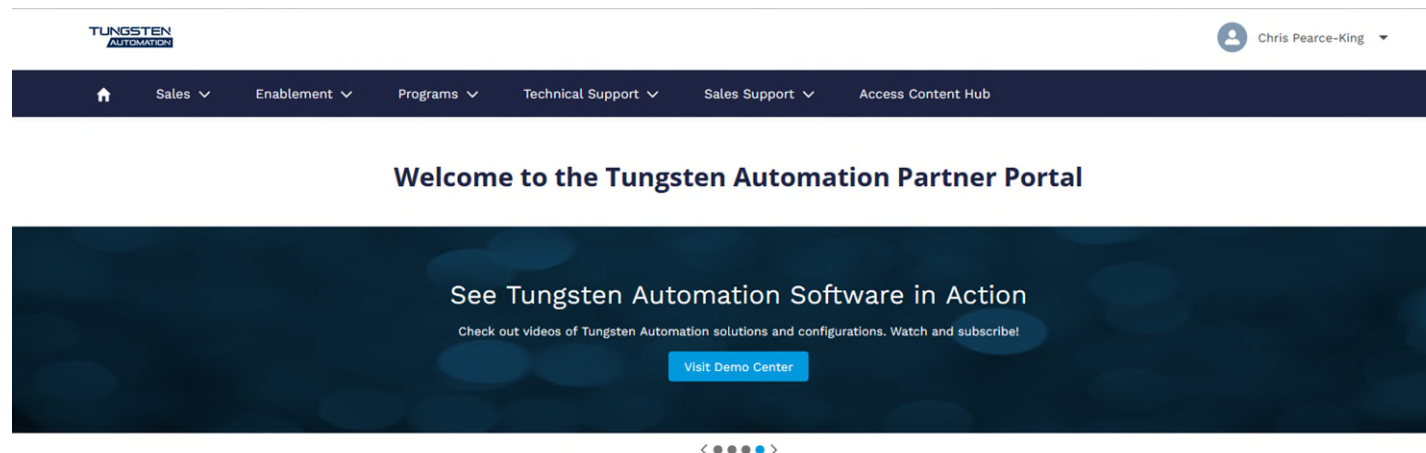 TUNGSTEN
AUTOMATION
Chris Pearce-King
Sales
Enablement
Programs
Technical Support
Sales Support
Access Content Hub
Welcome to the Tungsten Automation Partner Portal
See Tungsten Automation Software in Action
Check out videos of Tungsten Automation solutions and configurations. Watch and subscribe!
Visit Demo Center